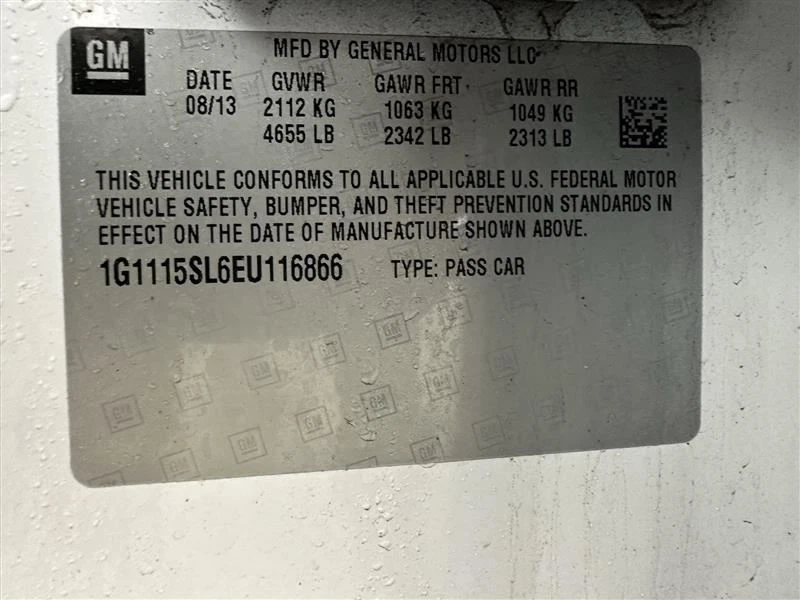 GM
MFD BY GENERAL MOTORS LLC
DATE GVWR GAWR FRT GAWR RR
08/13 2112 KG 1063 KG 1049 KG
4655 LB 2342 LB 2313 LB
THIS VEHICLE CONFORMS TO ALL APPLICABLE U.S. FEDERAL MOTOR
VEHICLE SAFETY, BUMPER, AND THEFT PREVENTION STANDARDS IN
EFFECT ON THE DATE OF MANUFACTURE SHOWN ABOVE.
1G1115SL6EU116866 TYPE: PASS CAR